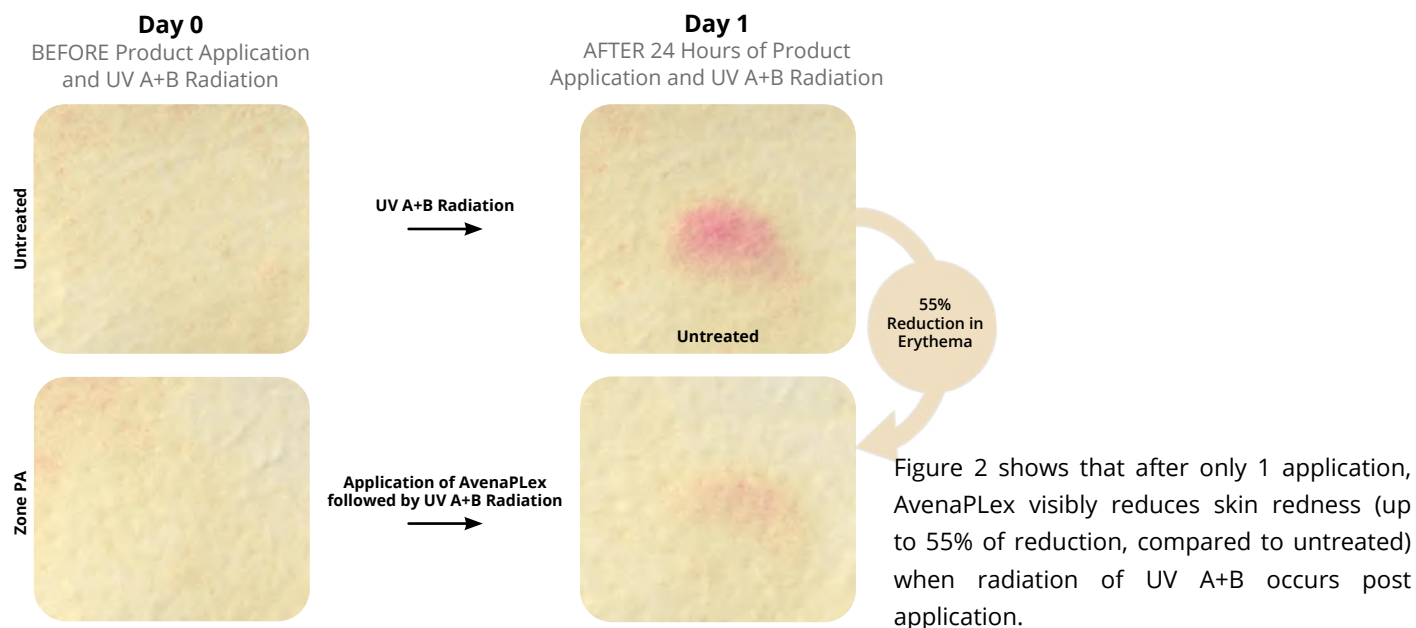 Day 0
BEFORE Product Application
and UV A+B Radiation
Day 1
AFTER 24 Hours of Product
Application and UV A+B Radiation
Untreated
UV A+B Radiation
Untreated
55%
Reduction in
Erythema
Zone PA
Application of AvenaPLex
followed by UV A+B Radiation
Figure 2 shows that after only 1 application,
AvenaPLex visibly reduces skin redness (up
to 55% of reduction, compared to untreated)
when radiation of UV A+B occurs post
application.